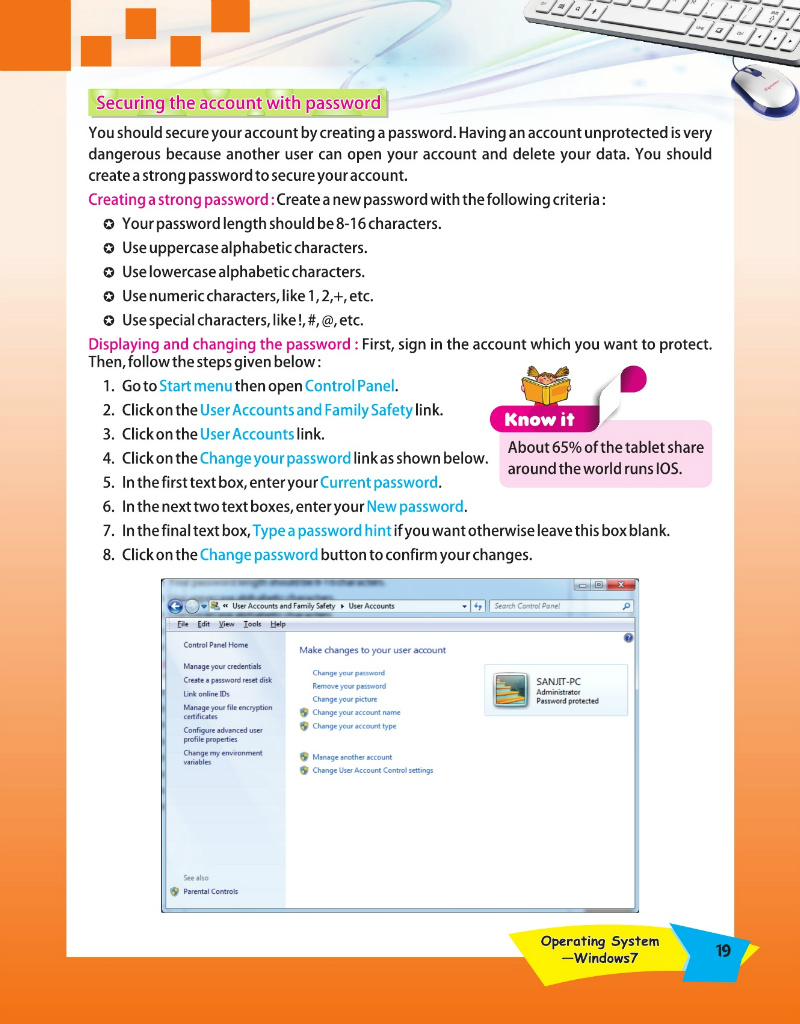 Securing the account with password
You should secure your account by creating a password. Having an account unprotected is very
dangerous because another user can open your account and delete your data. You should
create a strong password to secure your account.
Creating a strong password : Create a new password with the following criteria :
✪ Your password length should be 8-16 characters.
✪ Use uppercase alphabetic characters.
✪ Use lowercase alphabetic characters.
✪ Use numeric characters, like 1, 2,+, etc.
✪ Use special characters, like !, #, @, etc.
Displaying and changing the password : First, sign in the account which you want to protect.
Then, follow the steps given below :
1. Go to Start menu then open Control Panel.
2. Click on the User Accounts and Family Safety link.
3. Click on the User Accounts link.
4. Click on the Change your password link as shown below.
5. In the first text box, enter your Current password.
6. In the next two text boxes, enter your New password.
7. In the final text box, Type a password hint if you want otherwise leave this box blank.
8. Click on the Change password button to confirm your changes.
Know it
About 65% of the tablet share
around the world runs IOS.
« User Accounts and Family Safety ▸ User Accounts
Search Control Panel
File Edit View Tools Help
Control Panel Home
Manage your credentials
Create a password reset disk
Link online IDs
Manage your file encryption
certificates
Configure advanced user
profile properties
Change my environment
variables
See also
Parental Controls
Make changes to your user account
Change your password
Remove your password
Change your picture
Change your account name
Change your account type
Manage another account
Change User Account Control settings
SANJIT-PC
Administrator
Password protected
Operating System
—Windows7
19